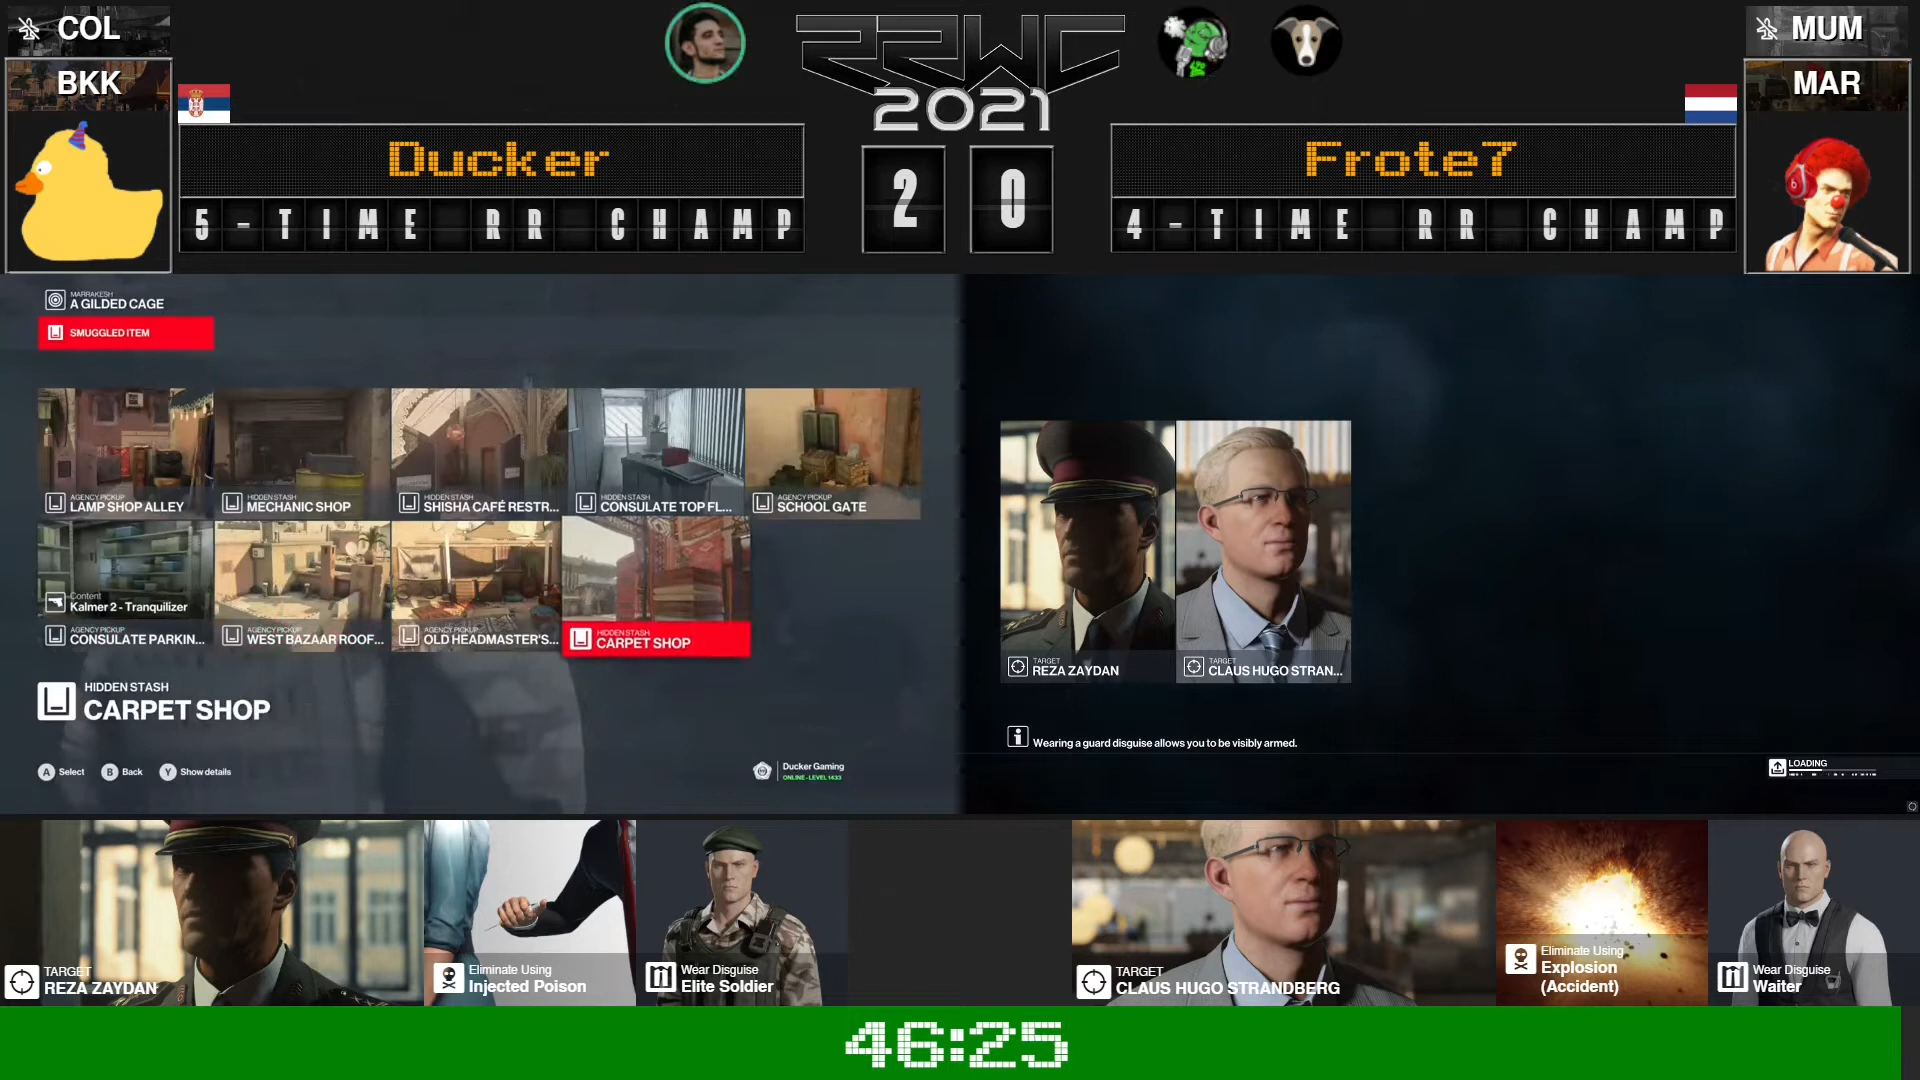 COL
BKK
RRWC
2021
MUM
MAR
Ducker
5-TIME RR CHAMP
2
0
Frote7
4-TIME RR CHAMP
MARRAKESH
A GILDED CAGE
SMUGGLED ITEM
AGENCY PICKUP
LAMP SHOP ALLEY
HIDDEN STASH
MECHANIC SHOP
HIDDEN STASH
SHISHA CAFÉ RESTR...
HIDDEN STASH
CONSULATE TOP FL...
AGENCY PICKUP
SCHOOL GATE
Content
Kalmer 2 - Tranquilizer
AGENCY PICKUP
CONSULATE PARKIN...
AGENCY PICKUP
WEST BAZAAR ROOF...
AGENCY PICKUP
OLD HEADMASTER'S...
HIDDEN STASH
CARPET SHOP
HIDDEN STASH
CARPET SHOP
A Select
B Back
Y Show details
Ducker Gaming
ONLINE - LEVEL 1433
TARGET
REZA ZAYDAN
TARGET
CLAUS HUGO STRAN...
Wearing a guard disguise allows you to be visibly armed.
LOADING
TARGET
REZA ZAYDAN
Eliminate Using
Injected Poison
Wear Disguise
Elite Soldier
TARGET
CLAUS HUGO STRANDBERG
Eliminate Using
Explosion
(Accident)
Wear Disguise
Waiter
46:25